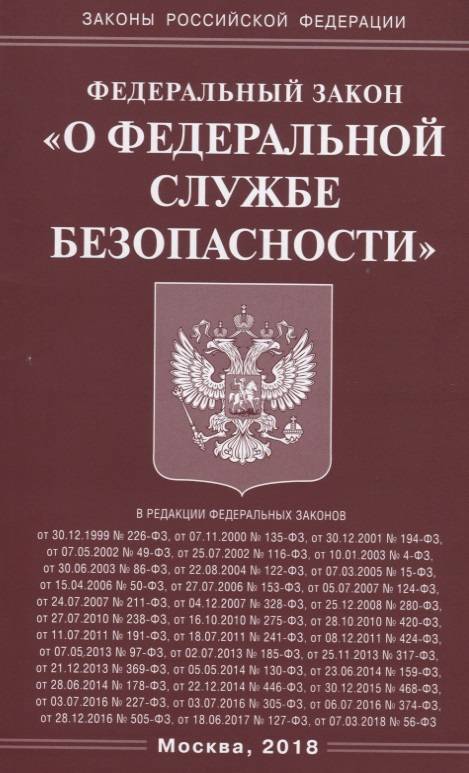 ЗАКОНЫ РОССИЙСКОЙ ФЕДЕРАЦИИ
ФЕДЕРАЛЬНЫЙ ЗАКОН
«О ФЕДЕРАЛЬНОЙ
СЛУЖБЕ
БЕЗОПАСНОСТИ»
В РЕДАКЦИИ ФЕДЕРАЛЬНЫХ ЗАКОНОВ
от 30.12.1999 № 226-ФЗ, от 07.11.2000 № 135-ФЗ, от 30.12.2001 № 194-ФЗ,
от 07.05.2002 № 49-ФЗ, от 25.07.2002 № 116-ФЗ, от 10.01.2003 № 4-ФЗ,
от 30.06.2003 № 86-ФЗ, от 22.08.2004 № 122-ФЗ, от 07.03.2005 № 15-ФЗ,
от 15.04.2006 № 50-ФЗ, от 27.07.2006 № 153-ФЗ, от 05.07.2007 № 124-ФЗ,
от 24.07.2007 № 211-ФЗ, от 04.12.2007 № 328-ФЗ, от 25.12.2008 № 280-ФЗ,
от 27.07.2010 № 238-ФЗ, от 16.10.2010 № 275-ФЗ, от 28.10.2010 № 420-ФЗ,
от 11.07.2011 № 191-ФЗ, от 18.07.2011 № 241-ФЗ, от 08.12.2011 № 424-ФЗ,
от 07.05.2013 № 97-ФЗ, от 02.07.2013 № 185-ФЗ, от 25.11.2013 № 317-ФЗ,
от 21.12.2013 № 369-ФЗ, от 05.05.2014 № 130-ФЗ, от 23.06.2014 № 159-ФЗ,
от 28.06.2014 № 178-ФЗ, от 22.12.2014 № 446-ФЗ, от 30.12.2015 № 468-ФЗ,
от 03.07.2016 № 227-ФЗ, от 03.07.2016 № 305-ФЗ, от 06.07.2016 № 374-ФЗ,
от 28.12.2016 № 505-ФЗ, от 18.06.2017 № 127-ФЗ, от 07.03.2018 № 56-ФЗ
Москва, 2018